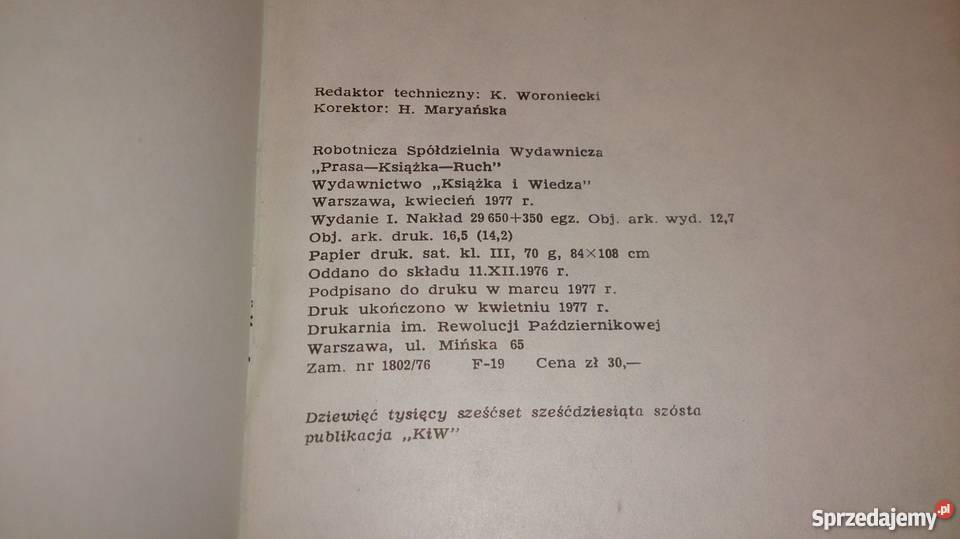 Redaktor techniczny: K. Woroniecki
Korektor: H. Maryańska
Robotnicza Spółdzielnia Wydawnicza
„Prasa—Książka—Ruch"
Wydawnictwo „Książka i Wiedza"
Warszawa, kwiecień 1977 r.
Wydanie I. Nakład 29 650+350 egz. Obj. ark. wyd. 12,7
Obj. ark. druk. 16,5 (14,2)
Papier druk. sat. kl. III, 70 g, 84×108 cm
Oddano do składu 11.XII.1976 r.
Podpisano do druku w marcu 1977 r.
Druk ukończono w kwietniu 1977 r.
Drukarnia im. Rewolucji Październikowej
Warszawa, ul. Mińska 65
Zam. nr 1802/76 F-19 Cena zł 30,—
Dziewięć tysięcy sześćset sześćdziesiąta szósta
publikacja „KiW"
Sprzedajemy.pl